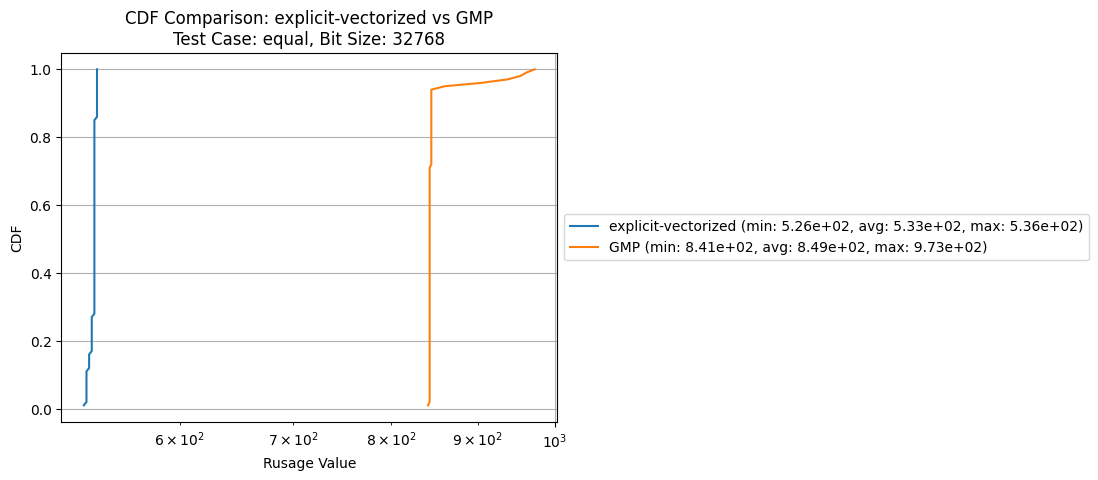 CDF Comparison: explicit-vectorized vs GMP
Test Case: equal, Bit Size: 32768
1.0
0.8
0.6
0.4
0.2
0.0
CDF
6 × 10²
7 × 10²
8 × 10²
9 × 10²
10³
Rusage Value
explicit-vectorized (min: 5.26e+02, avg: 5.33e+02, max: 5.36e+02)
GMP (min: 8.41e+02, avg: 8.49e+02, max: 9.73e+02)